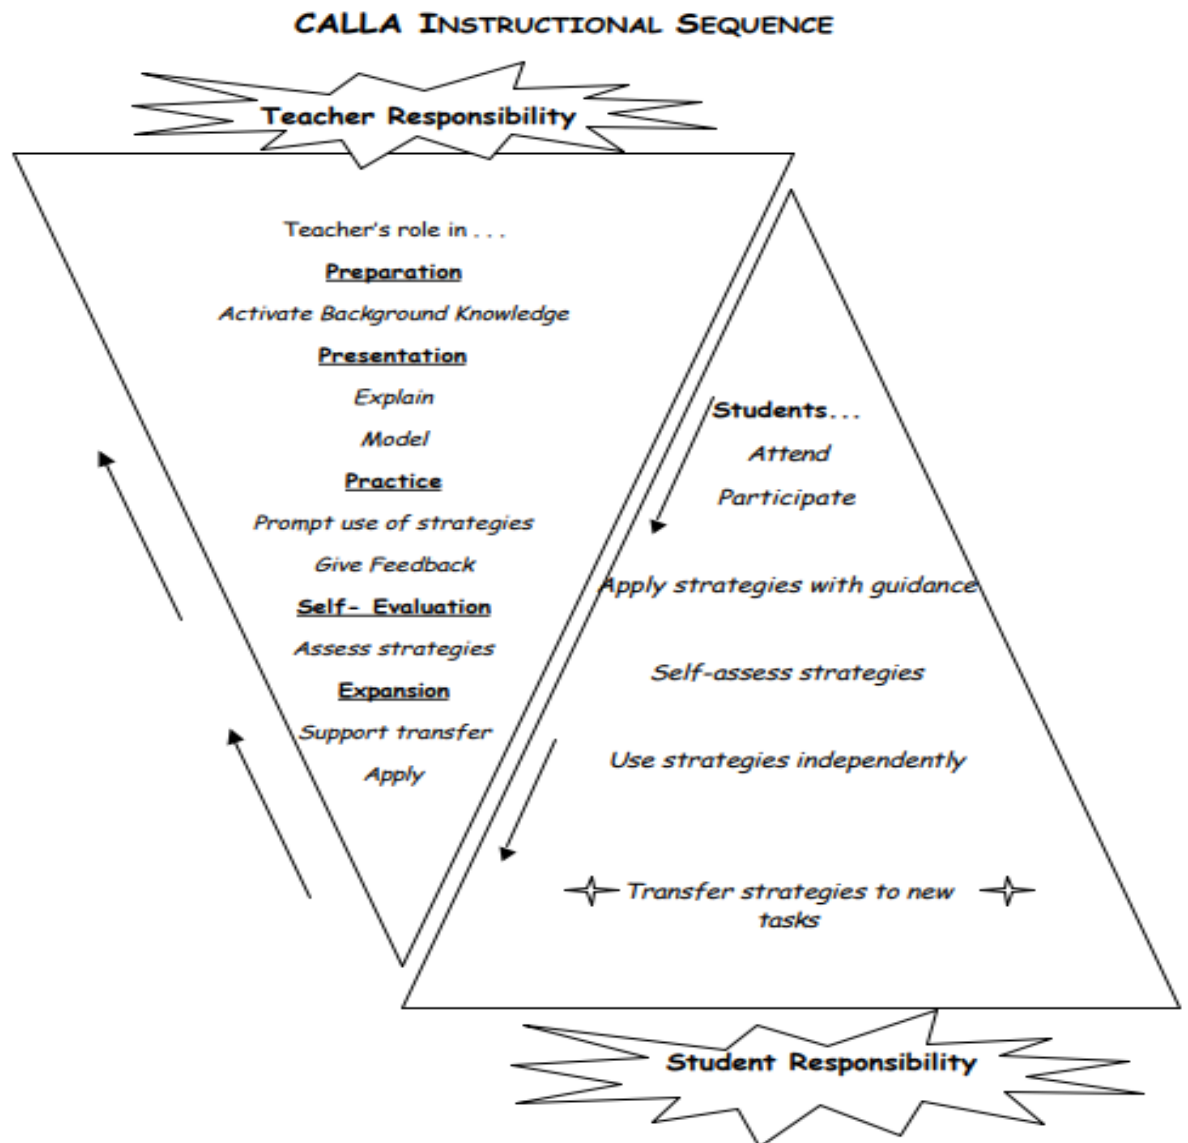 CALLA INSTRUCTIONAL SEQUENCE
Teacher Responsibility
Teacher's role in . . .
Preparation
Activate Background Knowledge
Presentation
Explain
Model
Practice
Prompt use of strategies
Give Feedback
Self- Evaluation
Assess strategies
Expansion
Support transfer
Apply
Students...
Attend
Participate
Apply strategies with guidance
Self-assess strategies
Use strategies independently
Transfer strategies to new
tasks
Student Responsibility